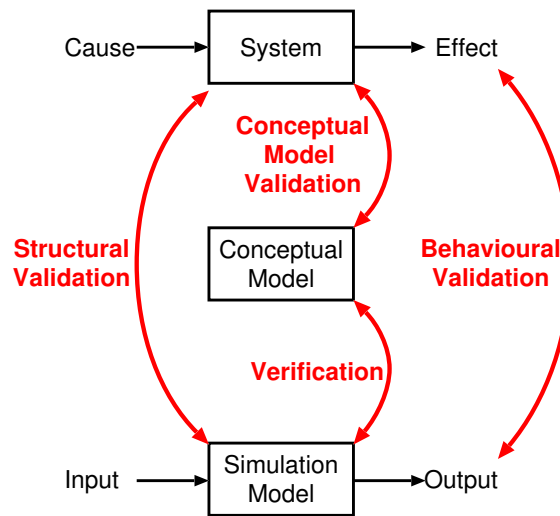 Cause
System
Effect
Conceptual
Model
Validation
Structural
Validation
Conceptual
Model
Behavioural
Validation
Verification
Input
Simulation
Model
Output